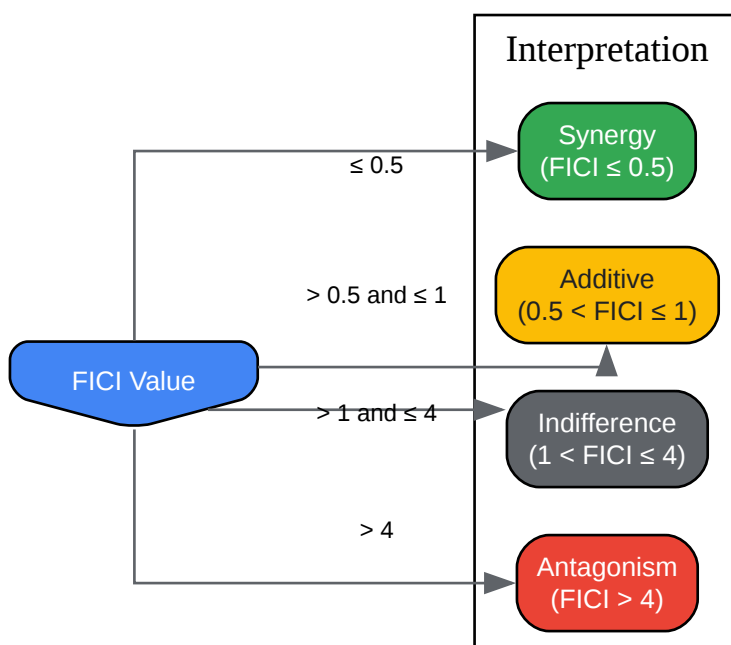 Interpretation
Synergy
(FICI ≤ 0.5)
≤ 0.5
Additive
(0.5 < FICI ≤ 1)
> 0.5 and ≤ 1
FICI Value
> 1 and ≤ 4
Indifference
(1 < FICI ≤ 4)
> 4
Antagonism
(FICI > 4)